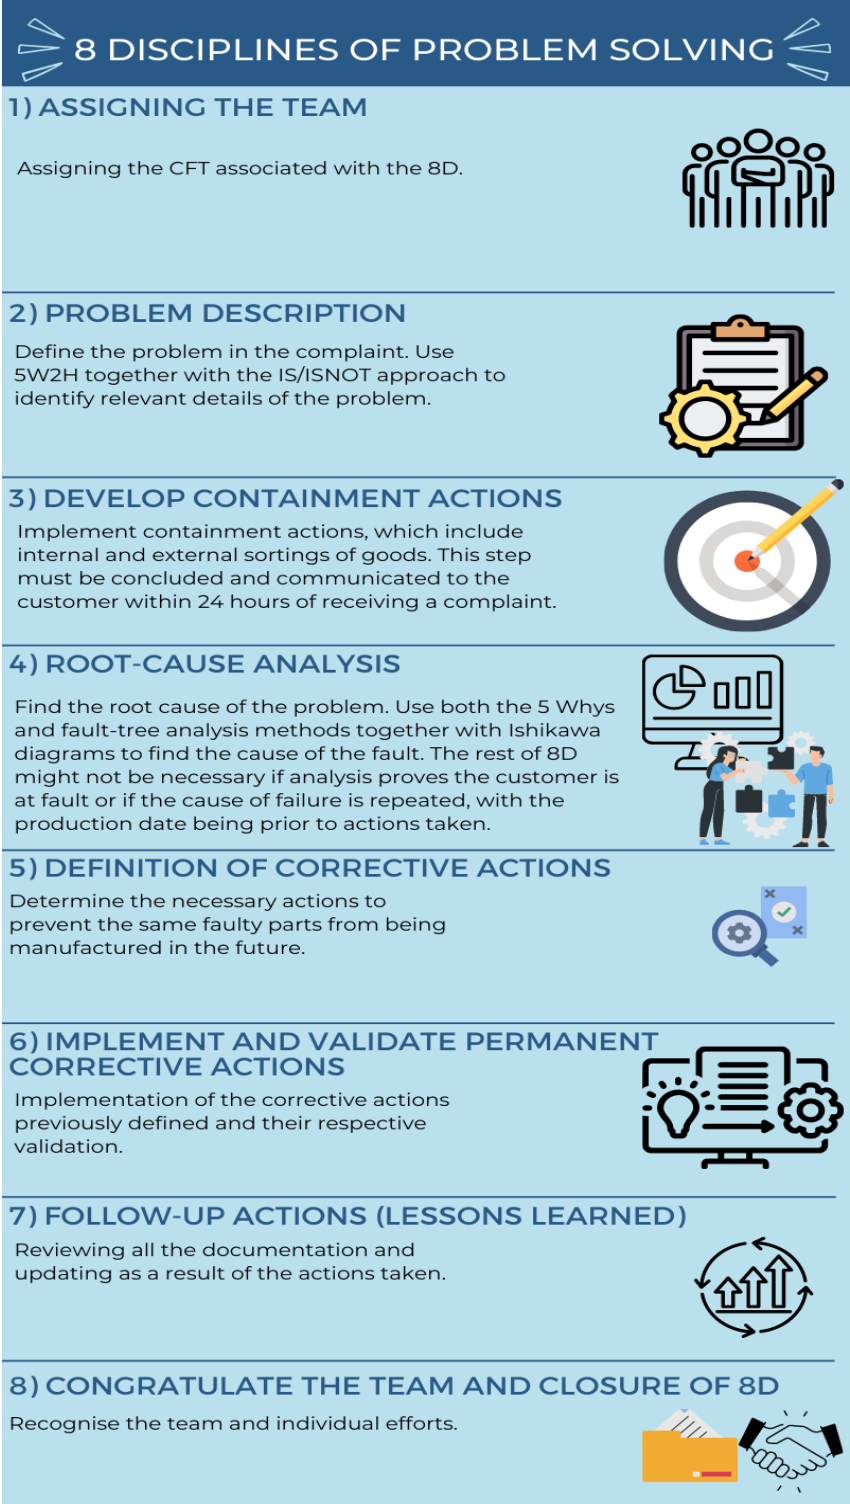 8 DISCIPLINES OF PROBLEM SOLVING
1) ASSIGNING THE TEAM
Assigning the CFT associated with the 8D.
2) PROBLEM DESCRIPTION
Define the problem in the complaint. Use
5W2H together with the IS/ISNOT approach to
identify relevant details of the problem.
3) DEVELOP CONTAINMENT ACTIONS
Implement containment actions, which include
internal and external sortings of goods. This step
must be concluded and communicated to the
customer within 24 hours of receiving a complaint.
4) ROOT-CAUSE ANALYSIS
Find the root cause of the problem. Use both the 5 Whys
and fault-tree analysis methods together with Ishikawa
diagrams to find the cause of the fault. The rest of 8D
might not be necessary if analysis proves the customer is
at fault or if the cause of failure is repeated, with the
production date being prior to actions taken.
5) DEFINITION OF CORRECTIVE ACTIONS
Determine the necessary actions to
prevent the same faulty parts from being
manufactured in the future.
6) IMPLEMENT AND VALIDATE PERMANENT
CORRECTIVE ACTIONS
Implementation of the corrective actions
previously defined and their respective
validation.
7) FOLLOW-UP ACTIONS (LESSONS LEARNED)
Reviewing all the documentation and
updating as a result of the actions taken.
8) CONGRATULATE THE TEAM AND CLOSURE OF 8D
Recognise the team and individual efforts.